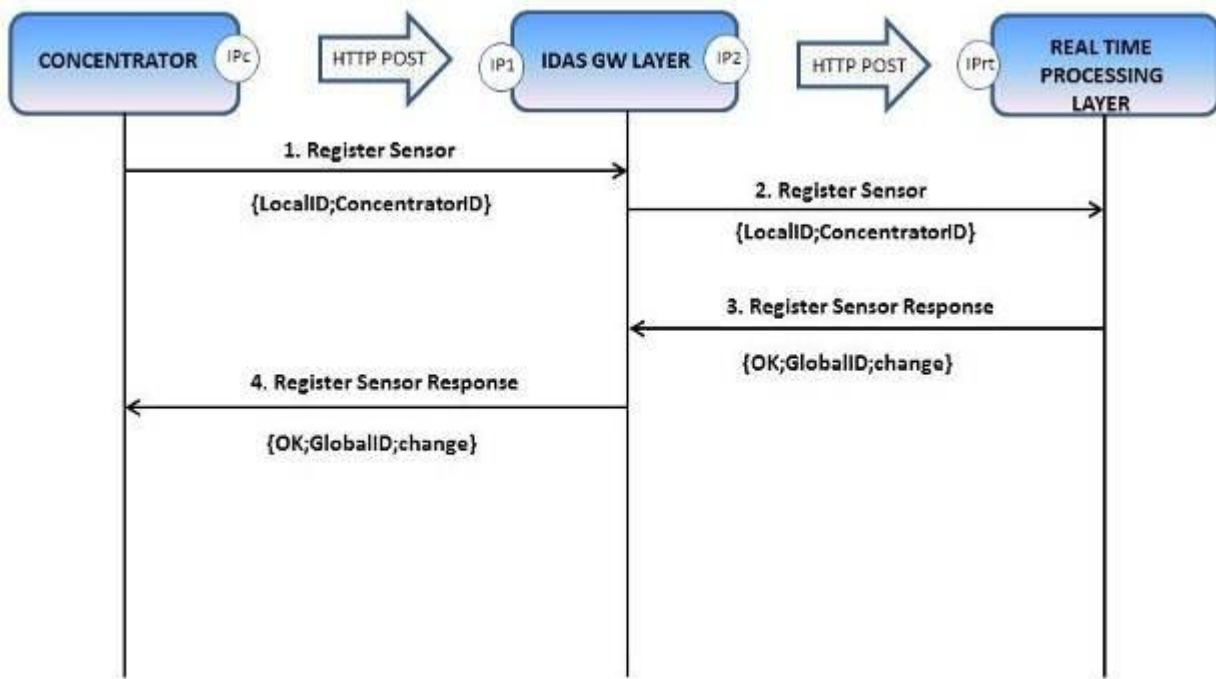 CONCENTRATOR
IPc
HTTP POST
IP1
IDAS GW LAYER
IP2
HTTP POST
IPrt
REAL TIME
PROCESSING
LAYER
1. Register Sensor
{LocalID;ConcentratorID}
2. Register Sensor
{LocalID;ConcentratorID}
3. Register Sensor Response
{OK;GlobalID;change}
4. Register Sensor Response
{OK;GlobalID;change}